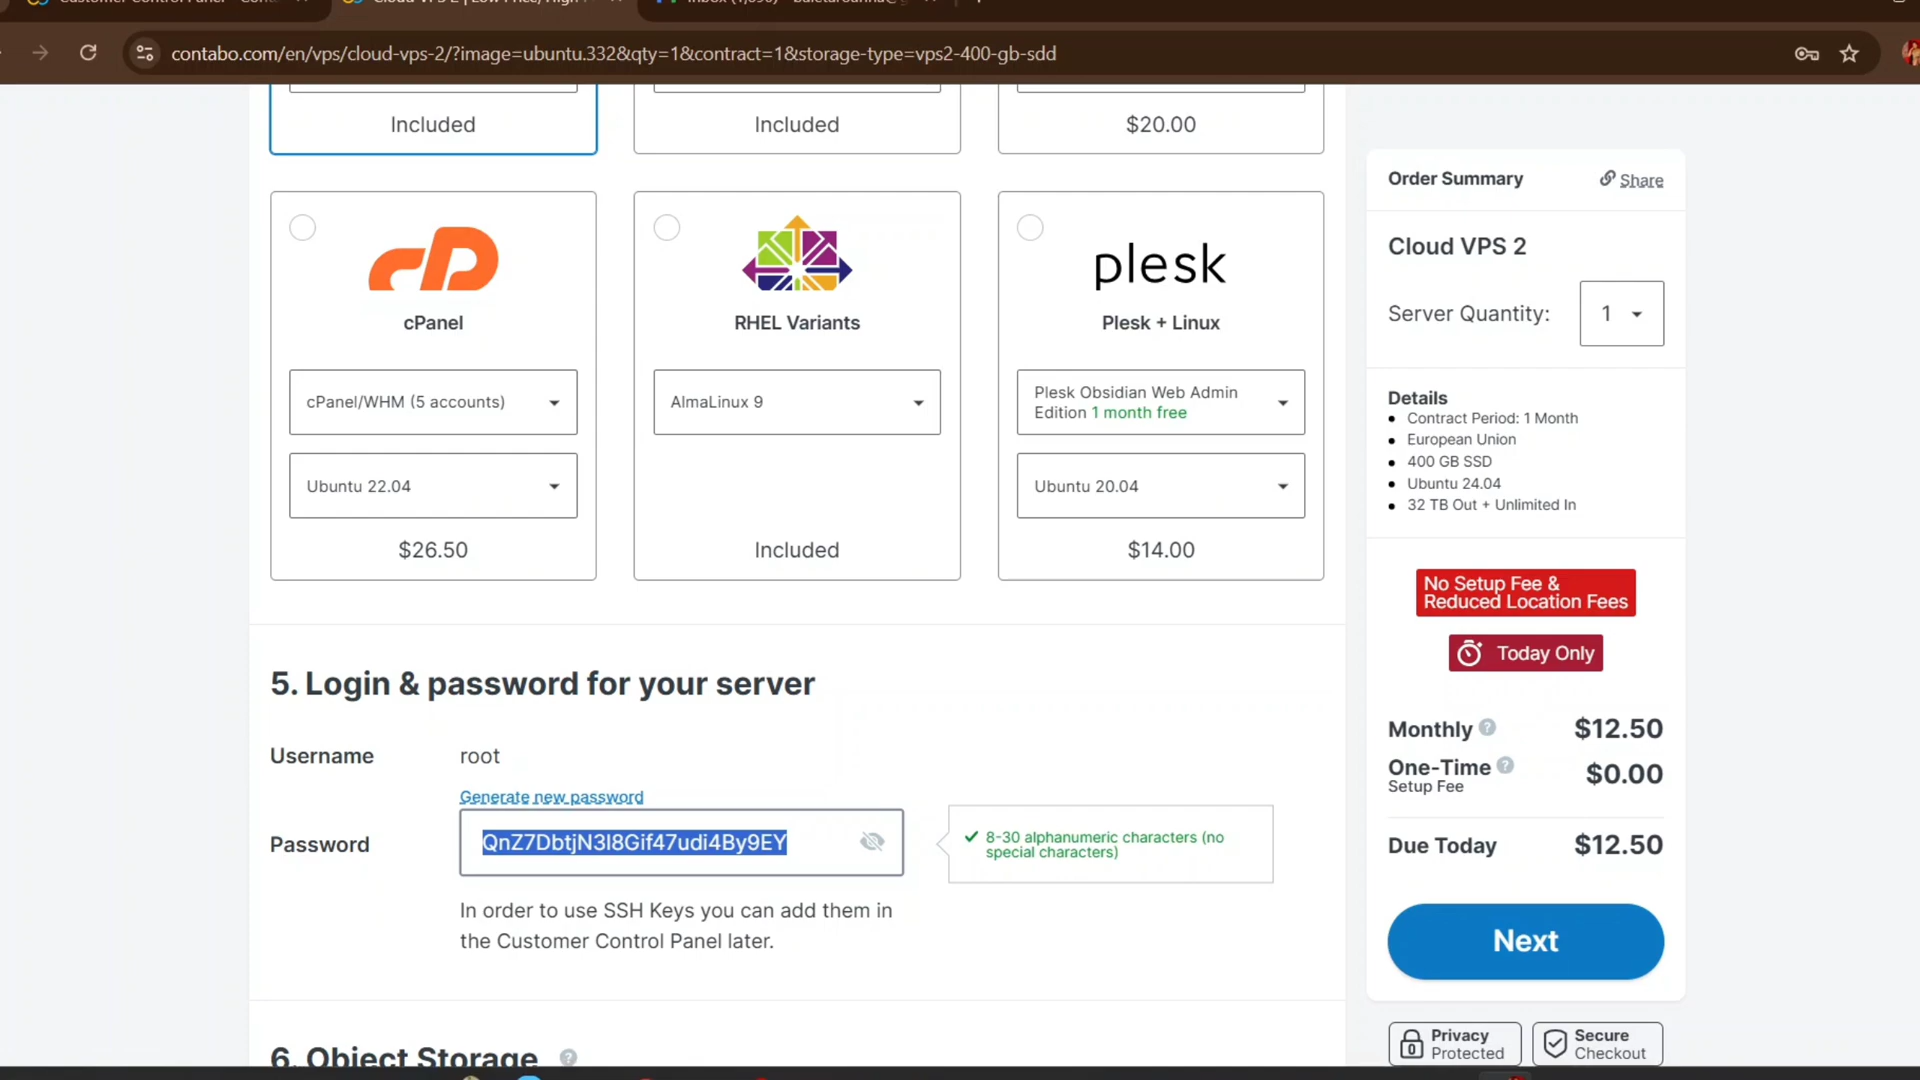 contabo.com/en/vps/cloud-vps-2/?image=ubuntu.332&qty=1&contract=1&storage-type=vps2-400-gb-sdd
Included
Included
$20.00
cPanel
cPanel/WHM (5 accounts)
Ubuntu 22.04
$26.50
RHEL Variants
AlmaLinux 9
Included
plesk
Plesk + Linux
Plesk Obsidian Web Admin
Edition 1 month free
Ubuntu 20.04
$14.00
5. Login & password for your server
Username root
Generate new password
Password QnZ7DbtjN3I8Gif47udi4By9EY
8-30 alphanumeric characters (no
special characters)
In order to use SSH Keys you can add them in
the Customer Control Panel later.
6. Object Storage
Order Summary
Share
Cloud VPS 2
Server Quantity: 1
Details
Contract Period: 1 Month
European Union
400 GB SSD
Ubuntu 24.04
32 TB Out + Unlimited In
No Setup Fee &
Reduced Location Fees
Today Only
Monthly $12.50
One-Time $0.00
Setup Fee
Due Today $12.50
Next
Privacy
Protected
Secure
Checkout